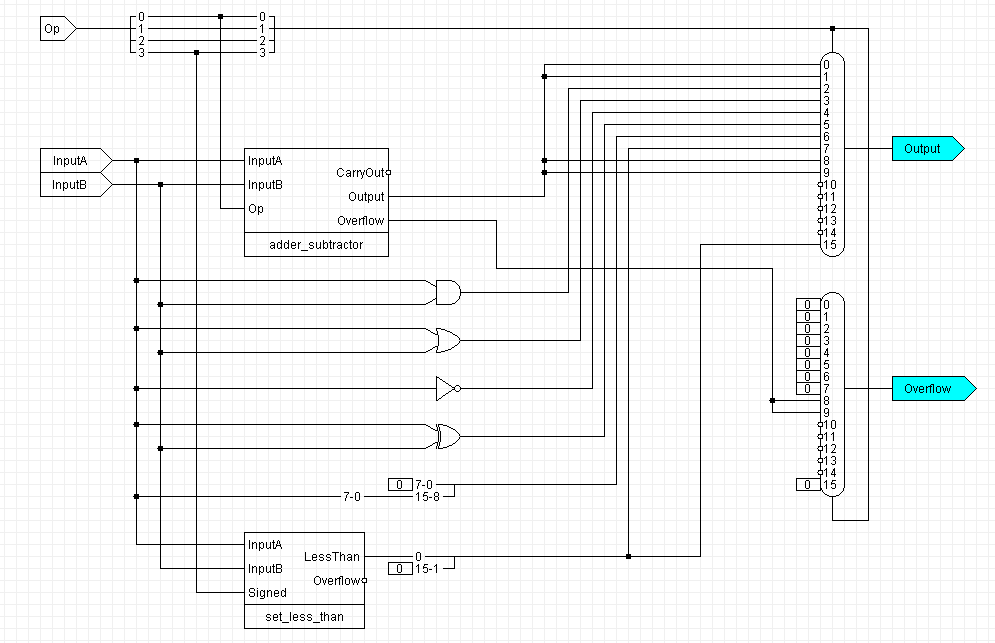 Op
0 0
1 1
2 2
3 3
0
1
2
3
4
5
6
7
8
9
10
11
12
13
14
15
Output
InputA
InputB
InputA
InputB
Op
CarryOut
Output
Overflow
adder_subtractor
0 0
0 1
0 2
0 3
0 4
0 5
0 6
0 7
8
9
10
11
12
13
14
0 15
Overflow
0 7-0
7-0 15-8
InputA
InputB
Signed
LessThan
Overflow
set_less_than
0
0 15-1